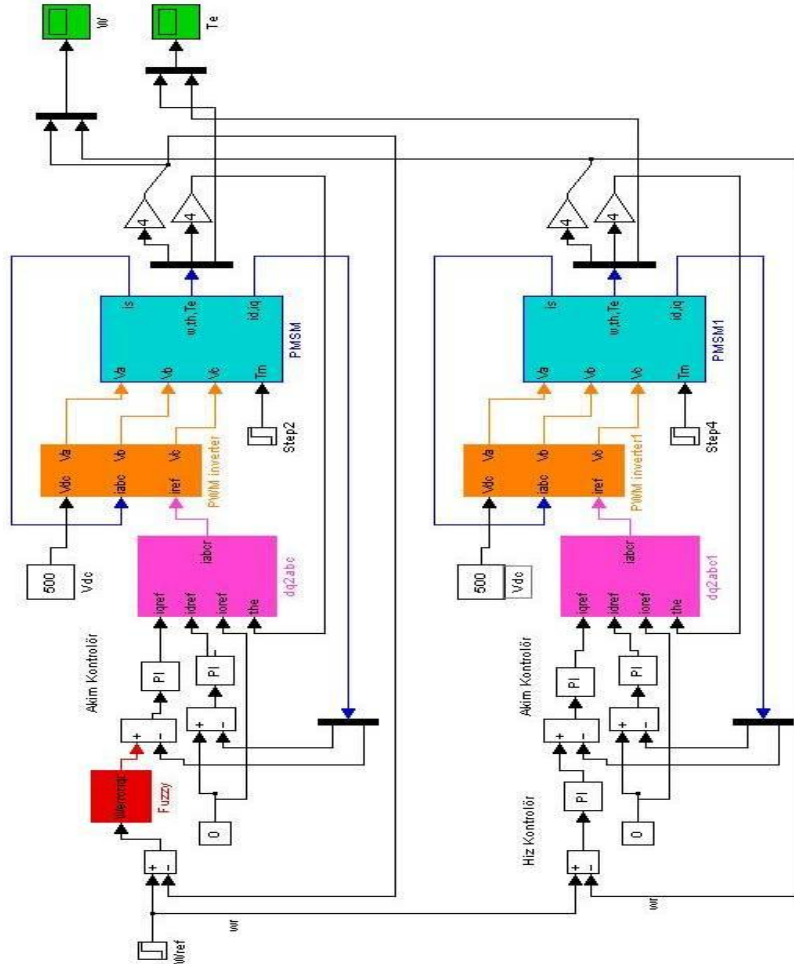 W
Te
4
4
is
w,th,Te
id,iq
Va
Vb
Vc
Tm
PMSM
Step2
Vdc
iabc
iref
Va
Vb
Vc
PWM inverter
500
Vdc
iqref
idref
ioref
the
iabcr
dq2abc
Akim Kontrolör
PI
PI
+
-
+
-
Fuzzy
0
+
-
Wref
wr
4
4
is
w,th,Te
id,iq
Va
Vb
Vc
Tm
PMSM1
Step4
Vdc
iabc
iref
Va
Vb
Vc
PWM inverter1
500
Vdc
iqref
idref
ioref
the
iabcr
dq2abc1
Akim Kontrolör
PI
PI
+
-
+
-
Hiz Kontrolör
PI
0
+
-
wr